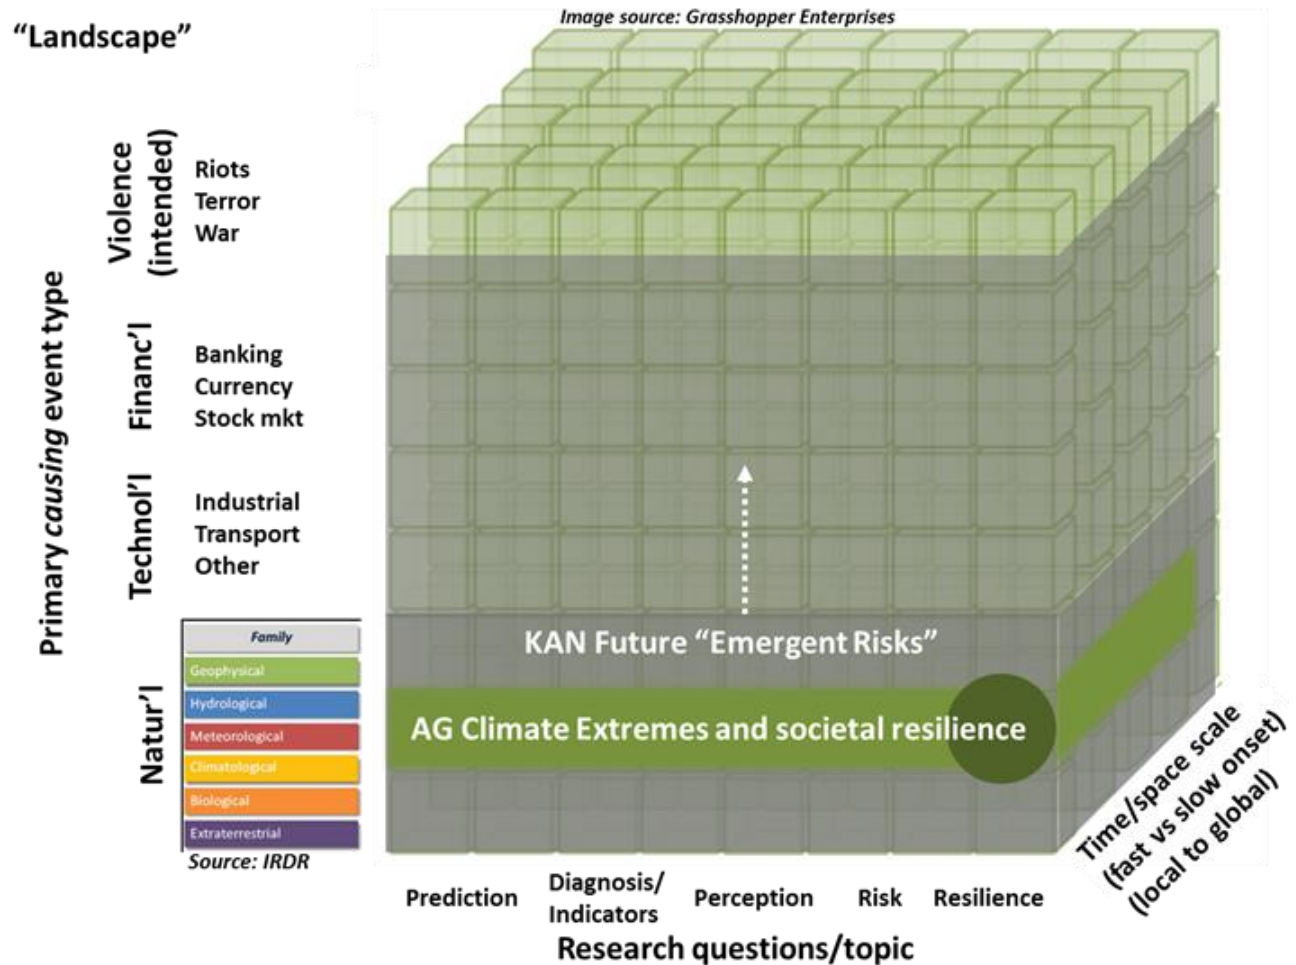 Image source: Grasshopper Enterprises
“Landscape”
Primary causing event type
Violence
(intended)
Riots
Terror
War
Financ’l
Banking
Currency
Stock mkt
Technol’l
Industrial
Transport
Other
Natur’l
Family
Geophysical
Hydrological
Meteorological
Climatological
Biological
Extraterrestrial
Source: IRDR
KAN Future “Emergent Risks”
AG Climate Extremes and societal resilience
Time/space scale
(fast vs slow onset)
(local to global)
Prediction
Diagnosis/
Indicators
Perception
Risk
Resilience
Research questions/topic